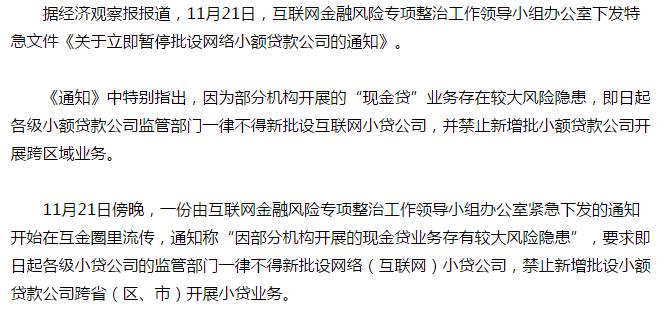 据经济观察报报道，11月21日，互联网金融风险专项整治工作领导小组办公室下发特
急文件《关于立即暂停批设网络小额贷款公司的通知》。
《通知》中特别指出，因为部分机构开展的“现金贷”业务存在较大风险隐患，即日起
各级小额贷款公司监管部门一律不得新批设互联网小贷公司，并禁止新增批小额贷款公司开
展跨区域业务。
11月21日傍晚，一份由互联网金融风险专项整治工作领导小组办公室紧急下发的通知
开始在互金圈里流传，通知称“因部分机构开展的现金贷业务存有较大风险隐患”，要求即
日起各级小贷公司的监管部门一律不得新批设网络（互联网）小贷公司，禁止新增批设小额
贷款公司跨省（区、市）开展小贷业务。